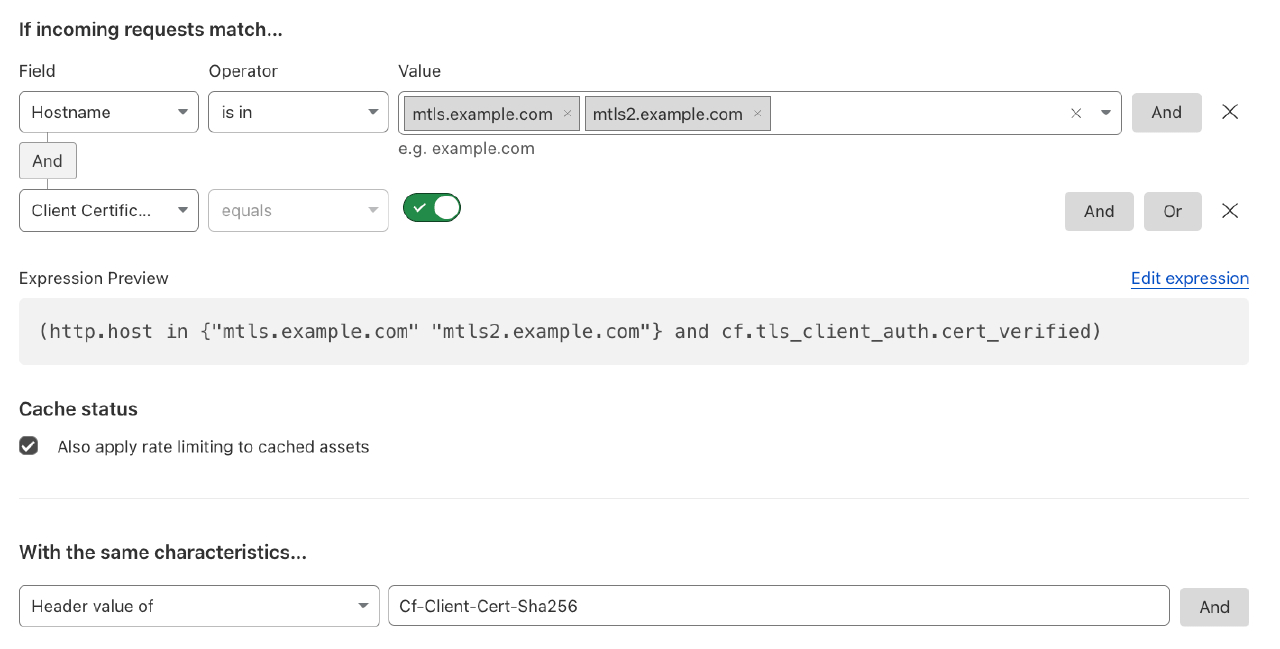 If incoming requests match...
Field Operator Value
Hostname is in mtls.example.com × mtls2.example.com × And
e.g. example.com
And
Client Certific... equals And Or
Expression Preview Edit expression
(http.host in {"mtls.example.com" "mtls2.example.com"} and cf.tls_client_auth.cert_verified)
Cache status
Also apply rate limiting to cached assets
With the same characteristics...
Header value of Cf-Client-Cert-Sha256 And